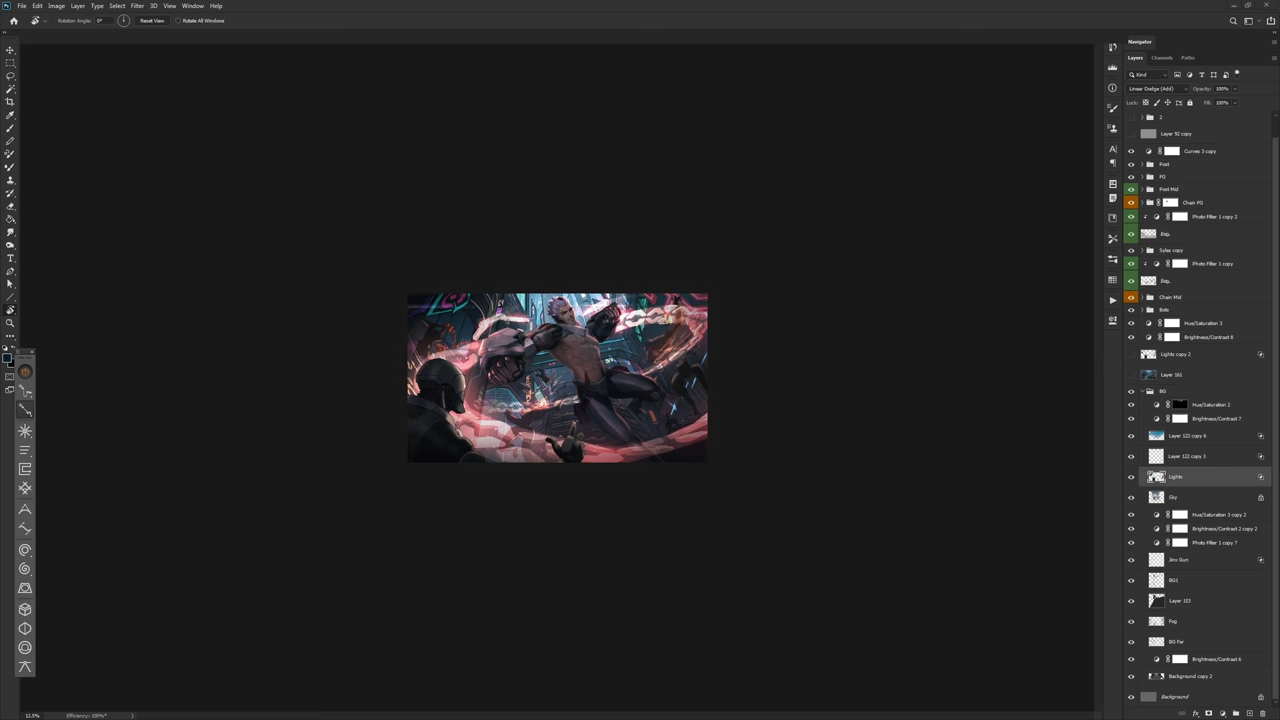 Ps File Edit Image Layer Type Select Filter 3D View Window Help
Rotation Angle: 0° Reset View Rotate All Windows
Navigator
Layers Channels Paths
Kind
Linear Dodge (Add) Opacity: 100%
Lock: Fill: 100%
2
Layer 92 copy
Curves 3 copy
Post
FG
Post Mid
Chain FG
Photo Filter 1 copy 2
Sylas copy
Photo Filter 1 copy
Chain Mid
Bots
Hue/Saturation 3
Brightness/Contrast 8
Lights copy 2
Layer 161
BG
Hue/Saturation 2
Brightness/Contrast 7
Layer 122 copy 6
Layer 122 copy 3
Lights
Sky
Hue/Saturation 3 copy 2
Brightness/Contrast 2 copy 2
Photo Filter 1 copy 7
Jinx Gun
BG1
Layer 153
Fog
BG Far
Brightness/Contrast 6
Background copy 2
Background
12.5% Efficiency: 100%*